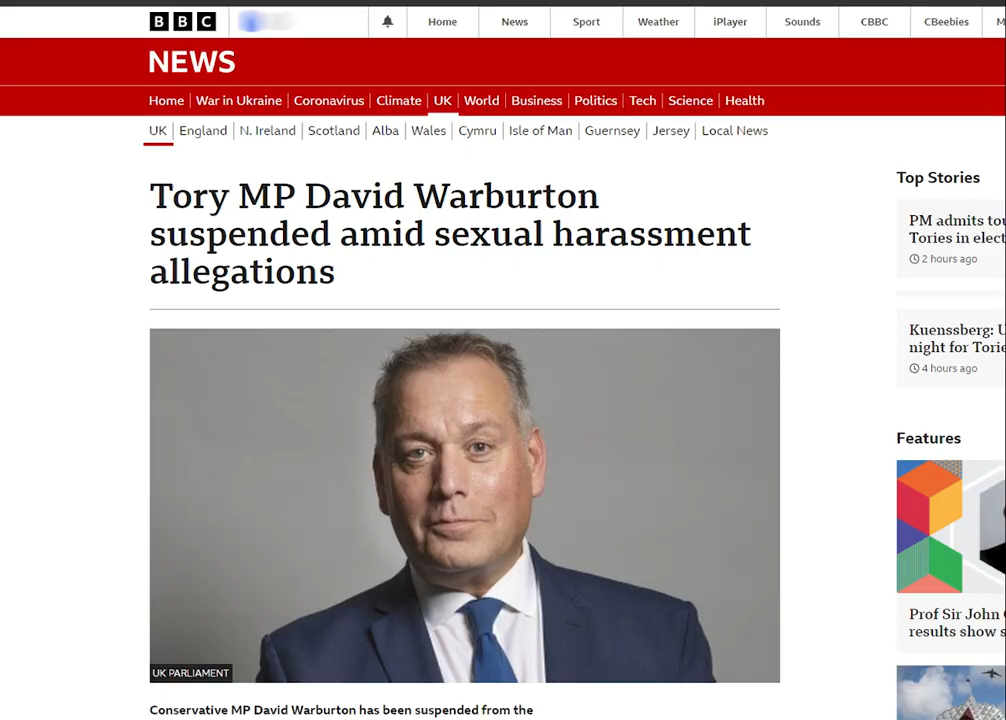 BBC
Home News Sport Weather iPlayer Sounds CBBC CBeebies
NEWS
Home War in Ukraine Coronavirus Climate UK World Business Politics Tech Science Health
UK England N. Ireland Scotland Alba Wales Cymru Isle of Man Guernsey Jersey Local News
Tory MP David Warburton
suspended amid sexual harassment
allegations
UK PARLIAMENT
Conservative MP David Warburton has been suspended from the
Top Stories
PM admits tou
Tories in elect
2 hours ago
Kuenssberg: U
night for Torie
4 hours ago
Features
Prof Sir John
results show s